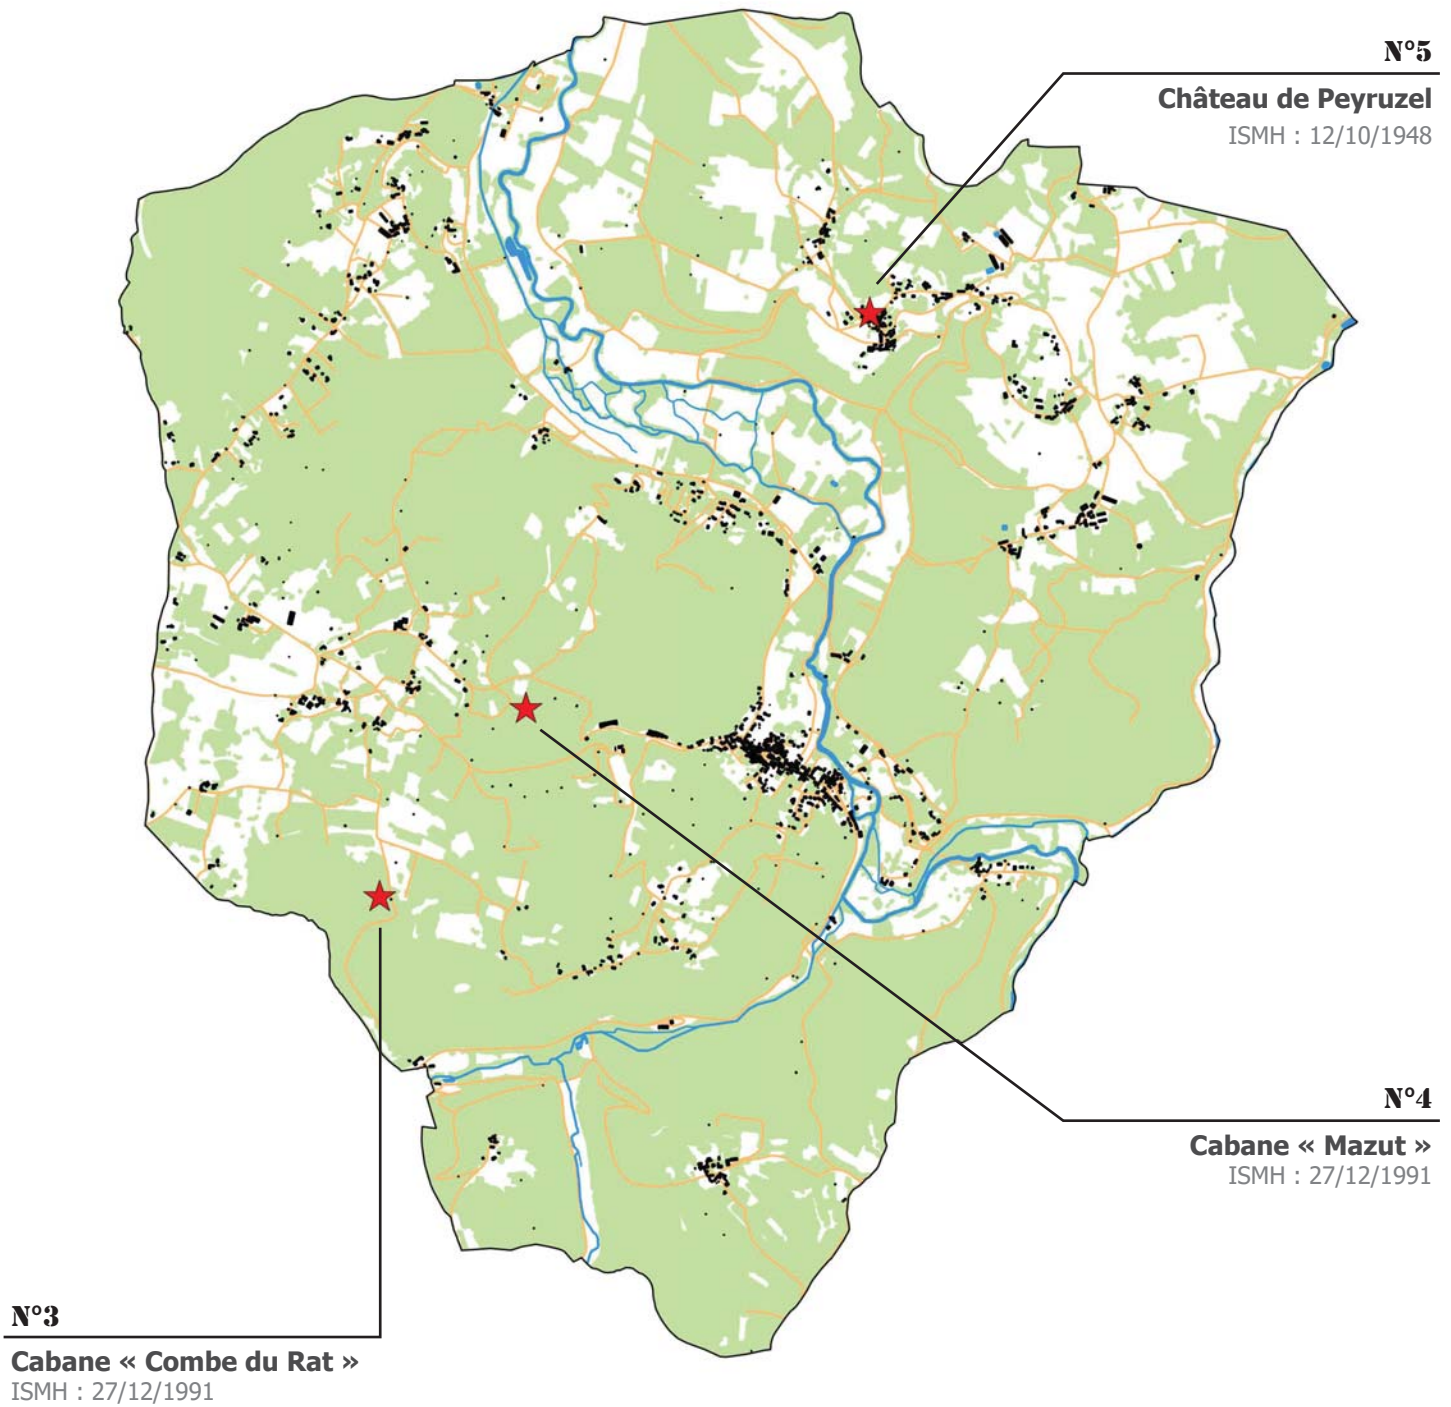 N°5
Château de Peyruzel
ISMH : 12/10/1948
N°4
Cabane « Mazut »
ISMH : 27/12/1991
N°3
Cabane « Combe du Rat »
ISMH : 27/12/1991